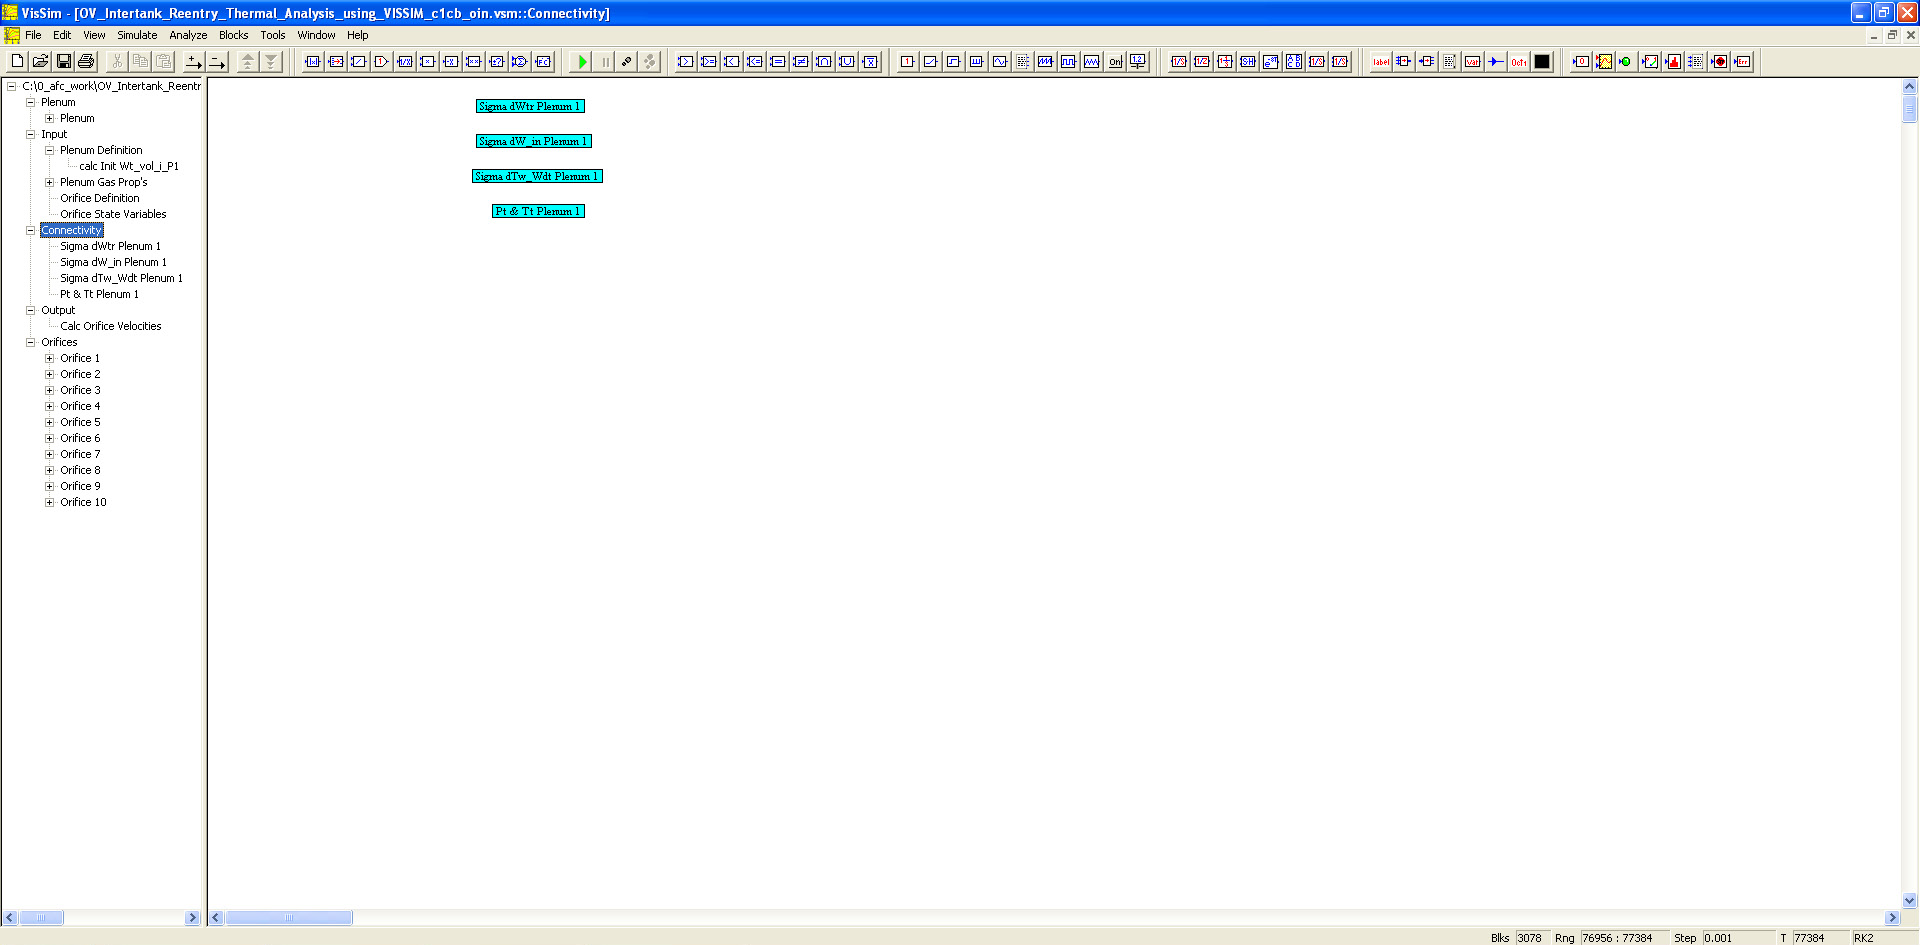 VisSim - [OV_Intertank_Reentry_Thermal_Analysis_using_VISSIM_c1cb_oin.vsm::Connectivity]
File Edit View Simulate Analyze Blocks Tools Window Help
C:\0_afc_work\OV_Intertank_Reentr
Plenum
Plenum
Input
Plenum Definition
calc Init Wt_vol_i_P1
Plenum Gas Prop's
Orifice Definition
Orifice State Variables
Connectivity
Sigma dWtr Plenum 1
Sigma dW_in Plenum 1
Sigma dTw_Wdt Plenum 1
Pt & Tt Plenum 1
Output
Calc Orifice Velocities
Orifices
Orifice 1
Orifice 2
Orifice 3
Orifice 4
Orifice 5
Orifice 6
Orifice 7
Orifice 8
Orifice 9
Orifice 10
Sigma dWtr Plenum 1
Sigma dW_in Plenum 1
Sigma dTw_Wdt Plenum 1
Pt & Tt Plenum 1
Blks 3078 Rng 76956 : 77384 Step 0.001 T 77384 RK2